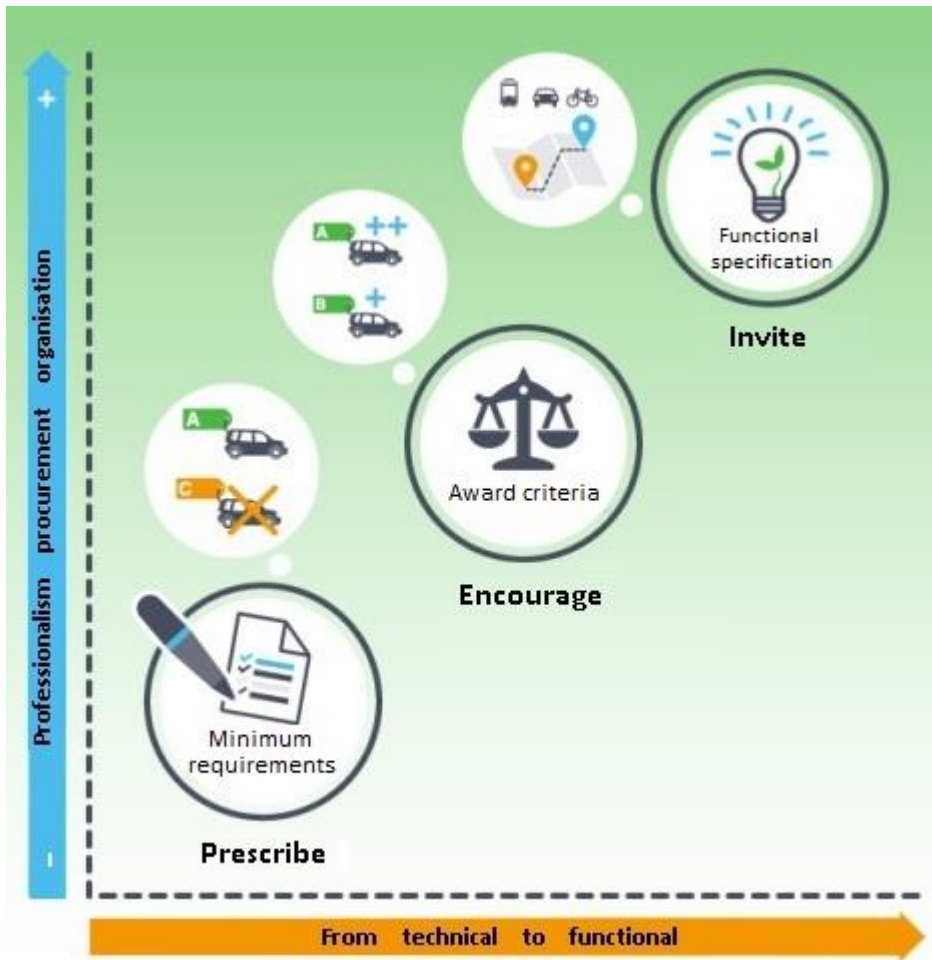 +
Functional
specification
Invite
A ++
B +
Award criteria
Encourage
A
C
Minimum
requirements
Prescribe
Professionalism procurement organisation
–
From technical to functional